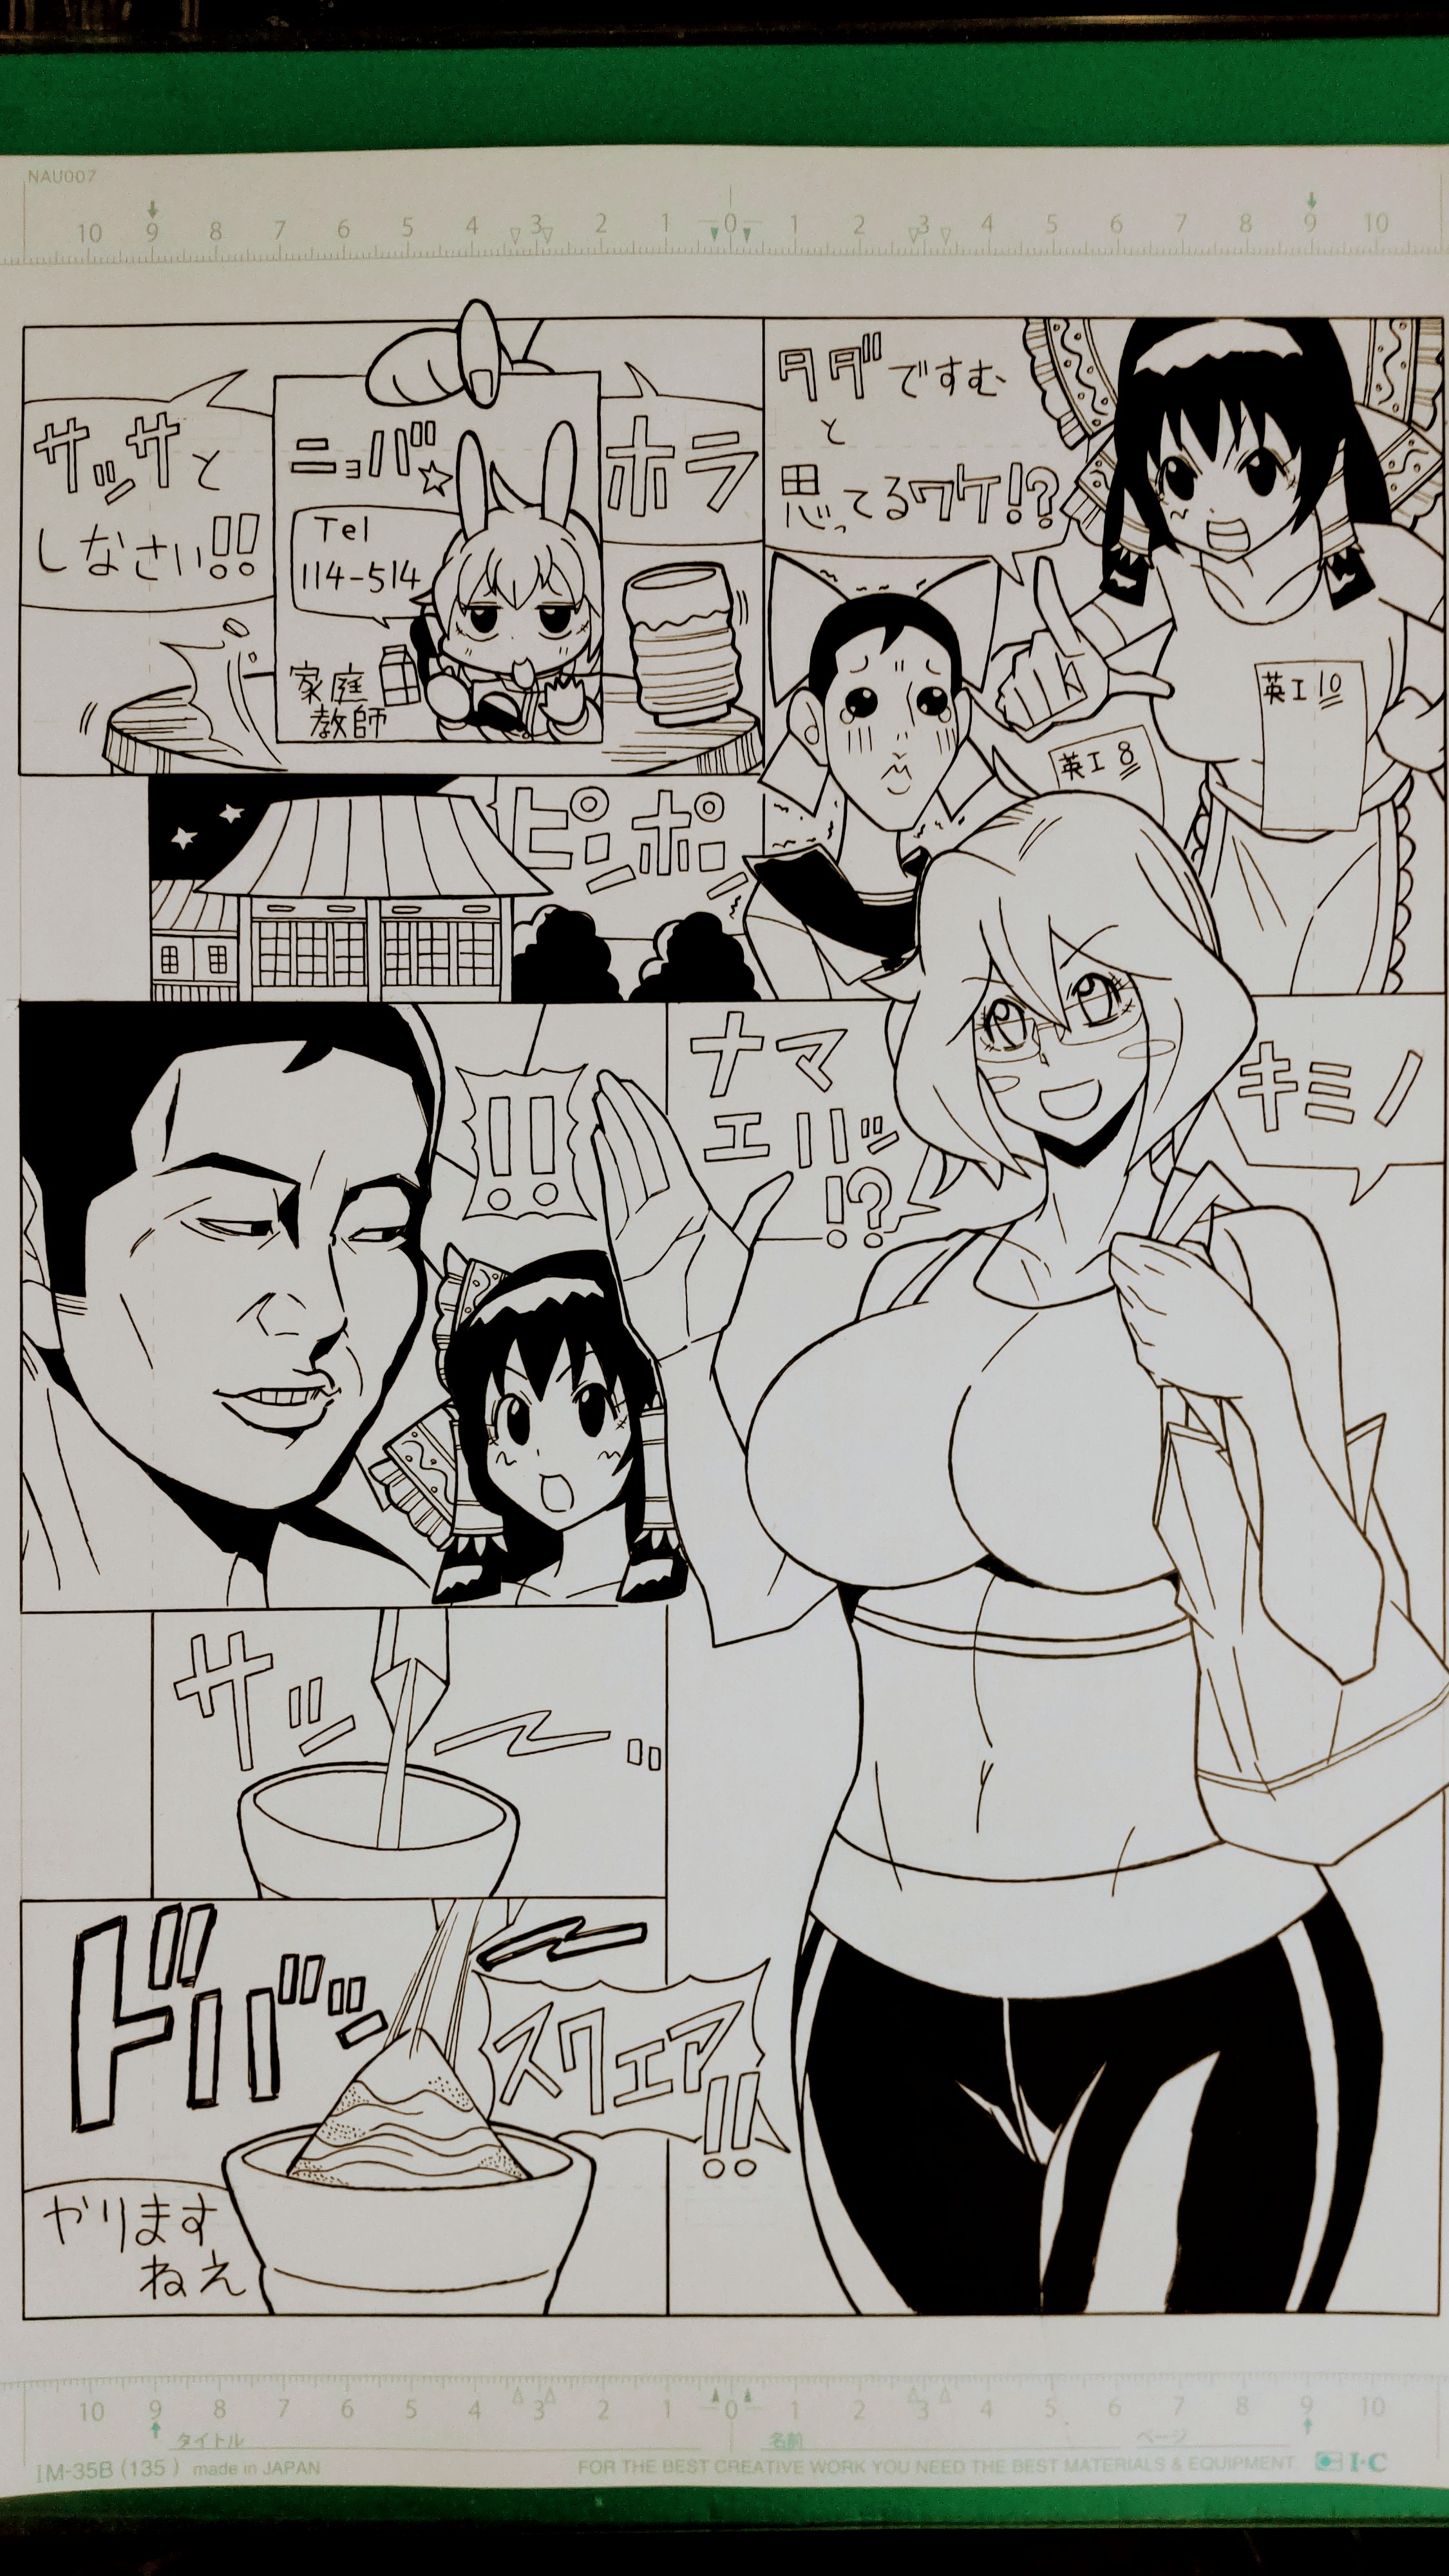 NAU007
10 9 8 7 6 5 4 3 2 1 0 1 2 3 4 5 6 7 8 9 10
タダですむ
と
思ってるワケ!?
英I 10
英I 8
ホラ
ニョバ゙☆
Tel
114-514
家庭
教師
サッサと
しなさい!!
ピンポン
キミノ
ナマ
エハッ
!?
!!
サッ
〜
ドバッ
〜
スクェア
!!
やります
ねえ
10 9 8 7 6 5 4 3 2 1 0 1 2 3 4 5 6 7 8 9 10
タイトル
名前
ページ
IM-35B (135) made in JAPAN
FOR THE BEST CREATIVE WORK YOU NEED THE BEST MATERIALS & EQUIPMENT.
I·C